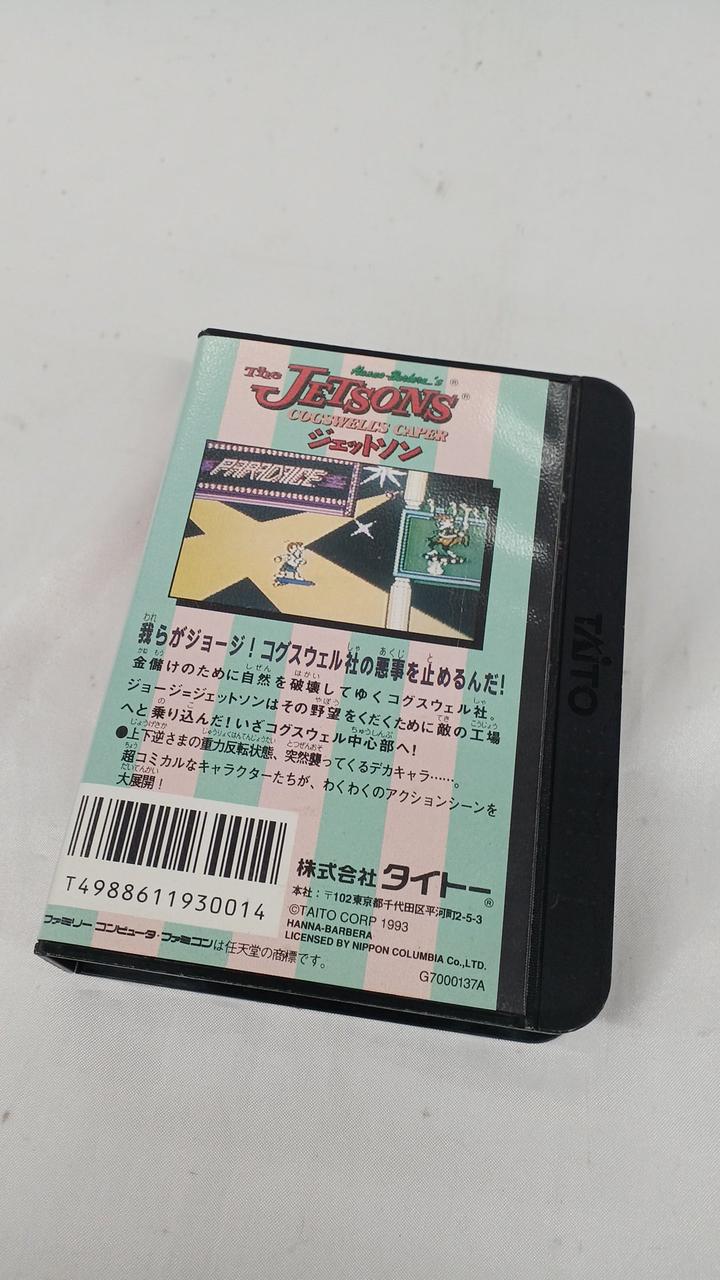 Hanna-Barbera's®
The JETSONS®
COGSWELL'S CAPER
ジェットソン
PARADICE
我らがジョージ！コグスウェル社の悪事を止めるんだ！
金儲けのために自然を破壊してゆくコグスウェル社。
ジョージ=ジェットソンはその野望をくだくために敵の工場
へと乗り込んだ！いざコグスウェル中心部へ！
●上下逆さまの重力反転状態、突然襲ってくるデカキャラ……。
超コミカルなキャラクターたちが、わくわくのアクションシーンを
大展開！
T4988611930014
株式会社 タイトー®
本社：〒102東京都千代田区平河町2-5-3
©TAITO CORP 1993
HANNA-BARBERA
LICENSED BY NIPPON COLUMBIA Co.,LTD.
G7000137A
ファミリーコンピュータ・ファミコンは任天堂の商標です。
TAITO